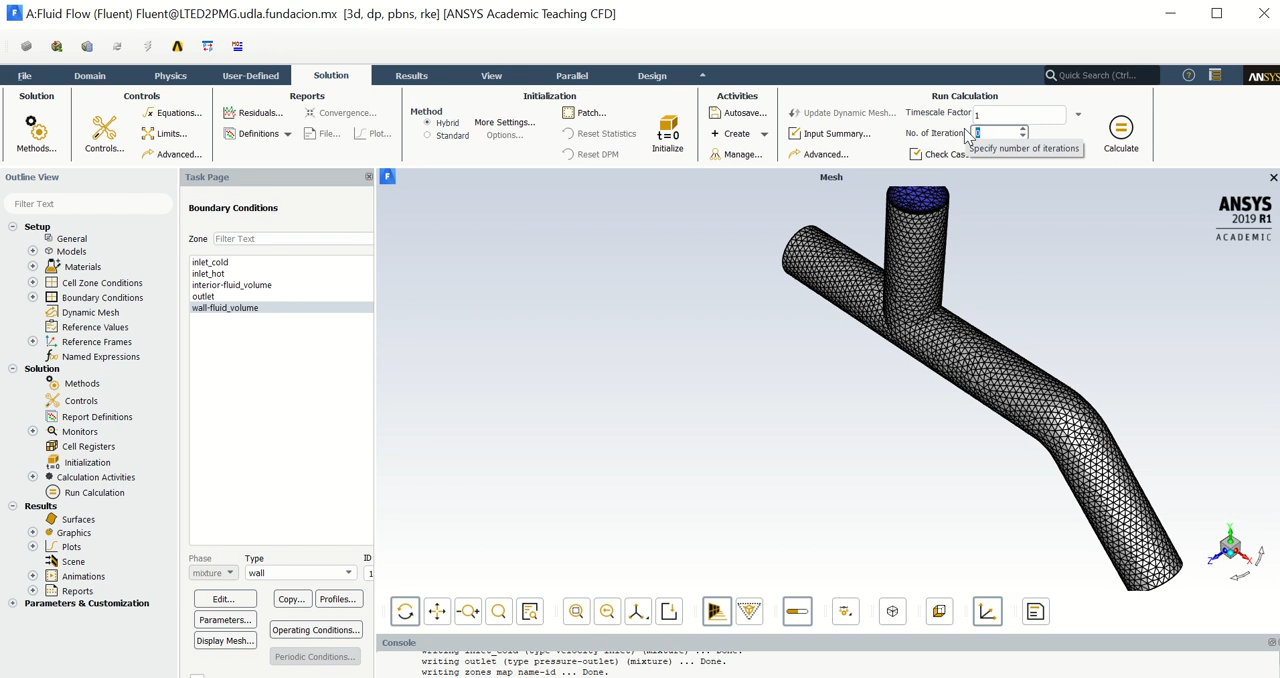 A:Fluid Flow (Fluent) Fluent@LTED2PMG.udla.fundacion.mx [3d, dp, pbns, rke] [ANSYS Academic Teaching CFD]
File Domain Physics User-Defined Solution Results View Parallel Design Quick Search (Ctrl... ANSYS
Solution Controls Reports Initialization Activities Run Calculation
Equations... Residuals... Convergence... Method Patch... Autosave... Update Dynamic Mesh... Timescale Factor 1
Hybrid More Settings...
Limits... Definitions File... Plot... Standard Options... Reset Statistics Create Input Summary... No. of Iteration 0
Methods... Controls... Advanced... Reset DPM Initialize Manage... Advanced... Check Cas Specify number of iterations Calculate
Outline View
Filter Text
Setup
General
Models
Materials
Cell Zone Conditions
Boundary Conditions
Dynamic Mesh
Reference Values
Reference Frames
Named Expressions
Solution
Methods
Controls
Report Definitions
Monitors
Cell Registers
Initialization
Calculation Activities
Run Calculation
Results
Surfaces
Graphics
Plots
Scene
Animations
Reports
Parameters & Customization
Task Page
Boundary Conditions
Zone Filter Text
inlet_cold
inlet_hot
interior-fluid_volume
outlet
wall-fluid_volume
Phase Type ID
mixture wall 1
Edit... Copy... Profiles...
Parameters... Operating Conditions...
Display Mesh... Periodic Conditions...
Mesh
ANSYS
2019 R1
ACADEMIC
Y
Z X
Console
writing inlet_cold (type velocity-inlet) (mixture) ... Done.
writing outlet (type pressure-outlet) (mixture) ... Done.
writing zones map name-id ... Done.